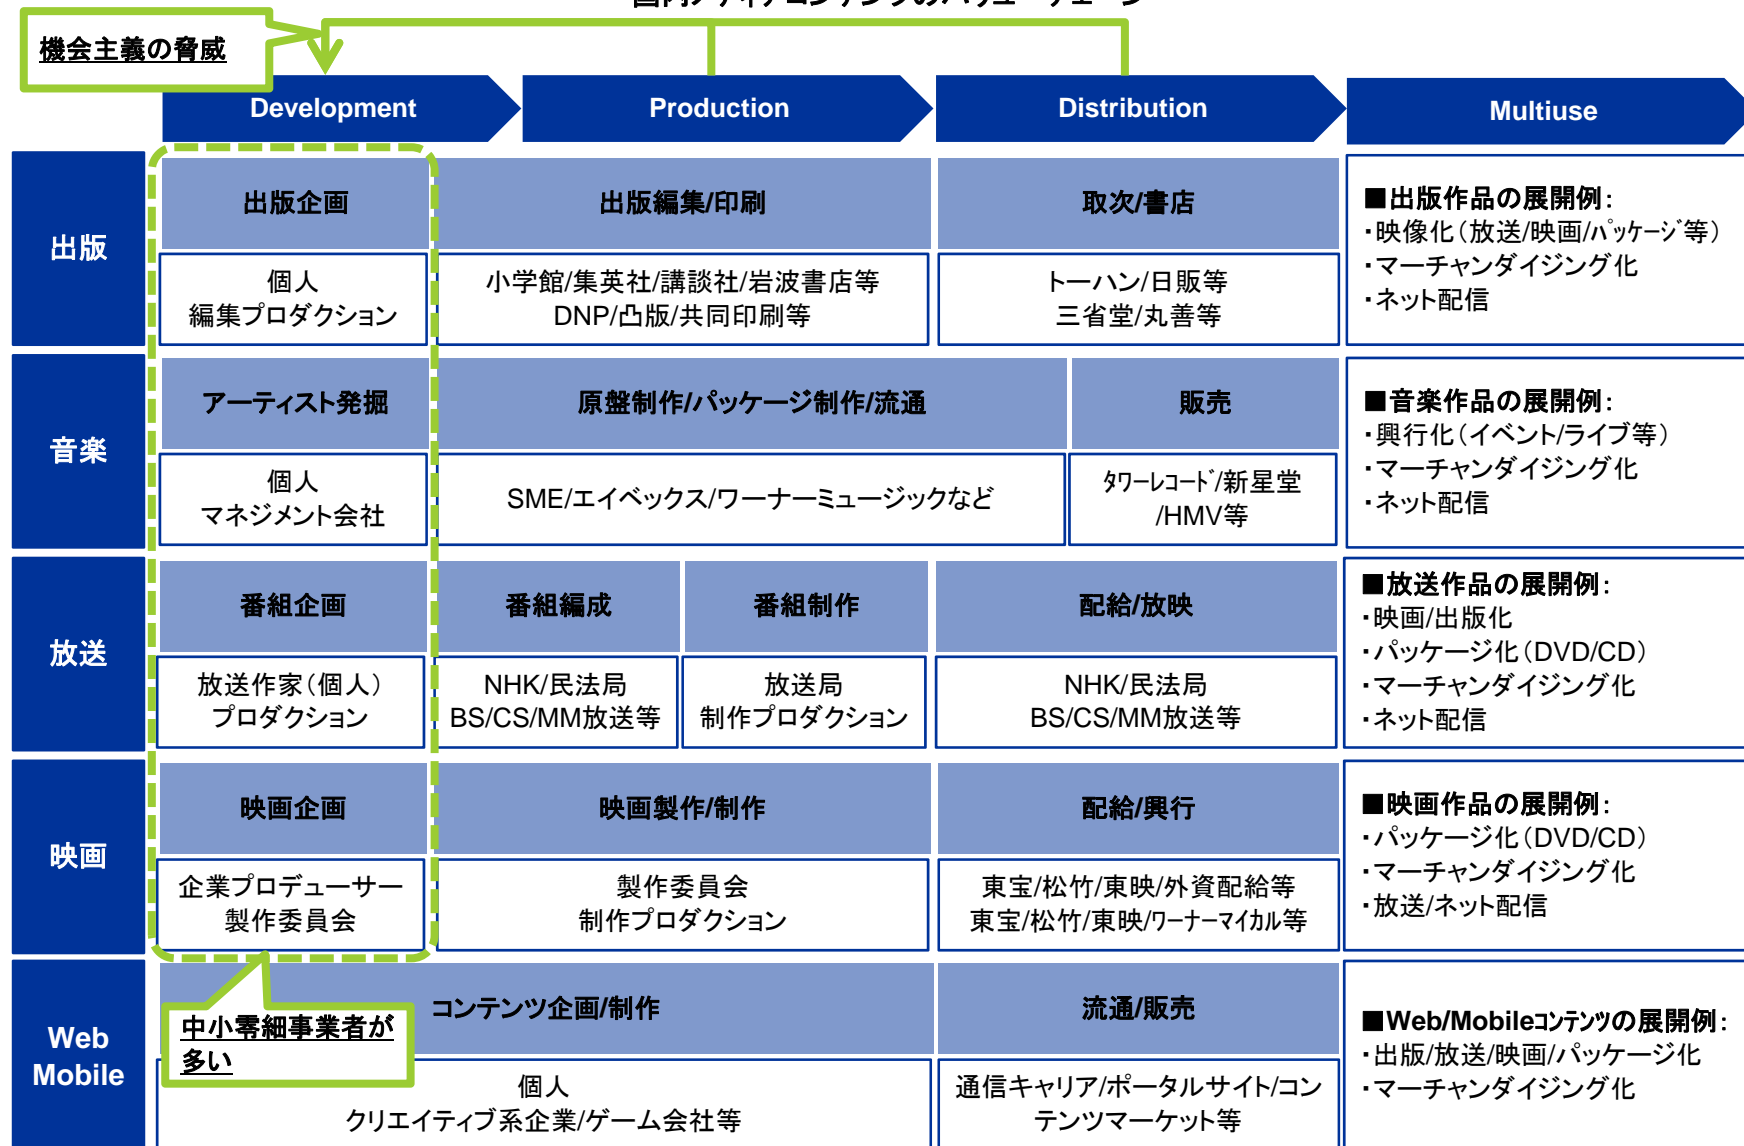 国内メディアコンテンツのバリューチェーン
機会主義の脅威
Development
Production
Distribution
Multiuse
出版
出版企画
出版編集/印刷
取次/書店
個人
編集プロダクション
小学館/集英社/講談社/岩波書店等
DNP/凸版/共同印刷等
トーハン/日販等
三省堂/丸善等
■出版作品の展開例:
・映像化(放送/映画/ﾊﾟｯｹｰｼﾞ等)
・マーチャンダイジング化
・ネット配信
音楽
アーティスト発掘
原盤制作/パッケージ制作/流通
販売
個人
マネジメント会社
SME/エイベックス/ワーナーミュージックなど
ﾀﾜｰﾚｺｰﾄﾞ/新星堂
/HMV等
■音楽作品の展開例:
・興行化(イベント/ライブ等)
・マーチャンダイジング化
・ネット配信
放送
番組企画
番組編成
番組制作
配給/放映
放送作家(個人)
プロダクション
NHK/民法局
BS/CS/MM放送等
放送局
制作プロダクション
NHK/民法局
BS/CS/MM放送等
■放送作品の展開例:
・映画/出版化
・パッケージ化(DVD/CD)
・マーチャンダイジング化
・ネット配信
映画
映画企画
映画製作/制作
配給/興行
企業プロデューサー
製作委員会
製作委員会
制作プロダクション
東宝/松竹/東映/外資配給等
東宝/松竹/東映/ﾜｰﾅｰﾏｲｶﾙ等
■映画作品の展開例:
・パッケージ化(DVD/CD)
・マーチャンダイジング化
・放送/ネット配信
Web
Mobile
コンテンツ企画/制作
流通/販売
中小零細事業者が
多い
個人
クリエイティブ系企業/ゲーム会社等
通信キャリア/ポータルサイト/コン
テンツマーケット等
■Web/Mobileｺﾝﾃﾝﾂの展開例:
・出版/放送/映画/パッケージ化
・マーチャンダイジング化